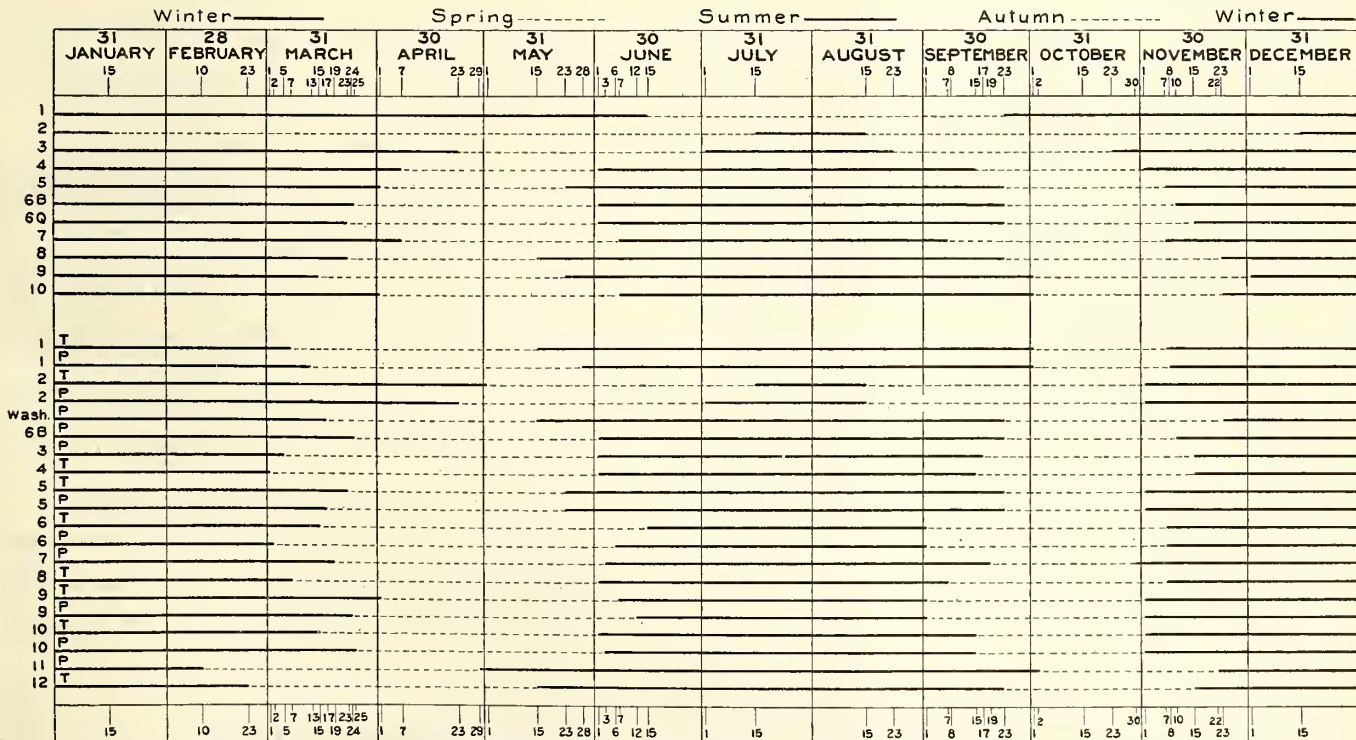 Winter Spring Summer Autumn Winter
31 28 31 30 31 30 31 31 30 31 30 31
JANUARY FEBRUARY MARCH APRIL MAY JUNE JULY AUGUST SEPTEMBER OCTOBER NOVEMBER DECEMBER
15 10 23 1 5 15 19 24 1 7 23 29 1 15 23 28 1 6 12 15 1 15 15 23 1 8 17 23 1 15 23 1 8 15 23 1 15
2 7 13 17 23 25 3 7 7 15 19 2 30 7 10 22
1
2
3
4
5
6B
6Q
7
8
9
10
1 T
1 P
2 T
2 P
Wash. P
6B P
3 P
4 T
5 T
5 P
6 T
6 P
7 P
8 T
9 T
9 P
10 T
10 P
11 P
12 T
2 7 13 17 23 25 3 7 7 15 19 2 30 7 10 22
15 10 23 1 5 15 19 24 1 7 23 29 1 15 23 28 1 6 12 15 1 15 15 23 1 8 17 23 1 15 23 1 8 15 23 1 15